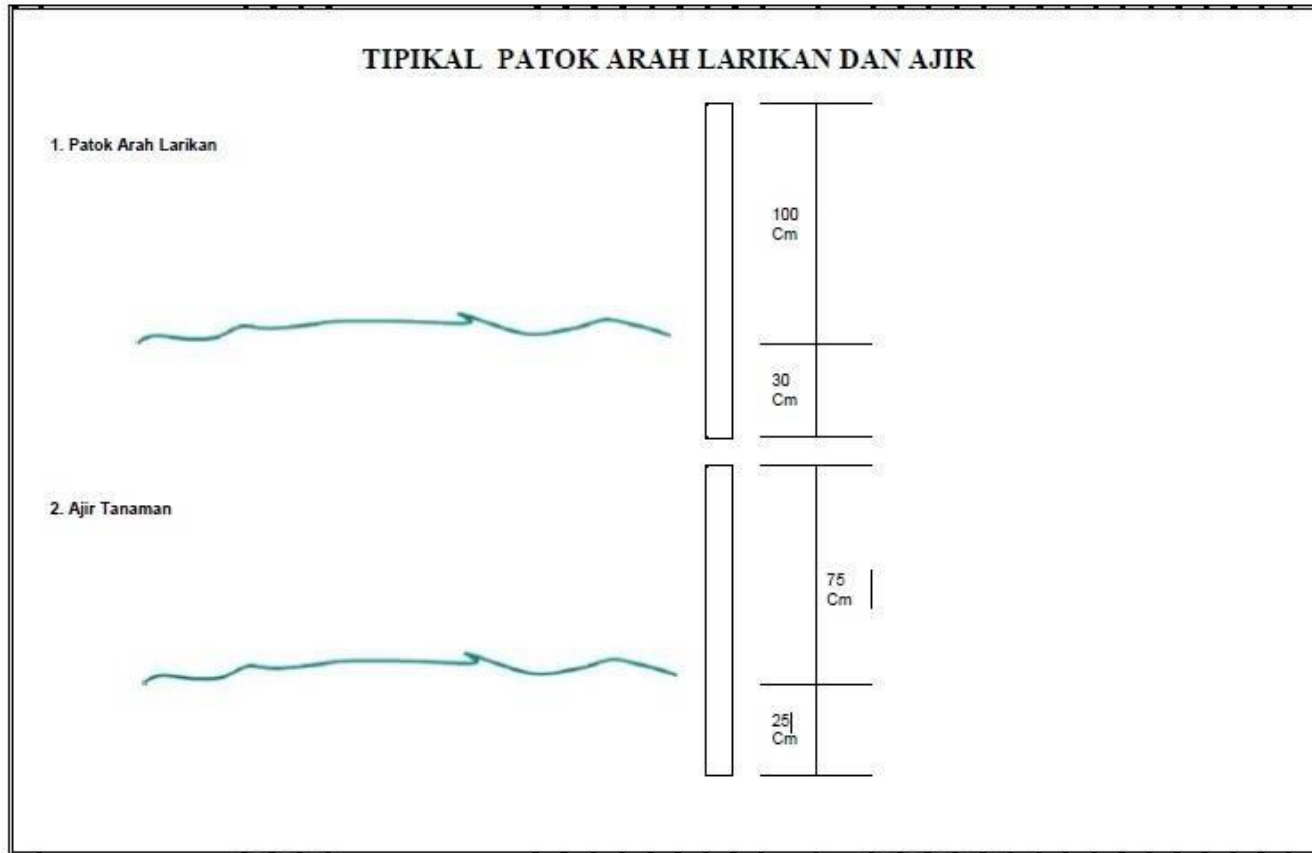 TIPIKAL PATOK ARAH LARIKAN DAN AJIR
1. Patok Arah Larikan
100
Cm
30
Cm
2. Ajir Tanaman
75
Cm
25
Cm